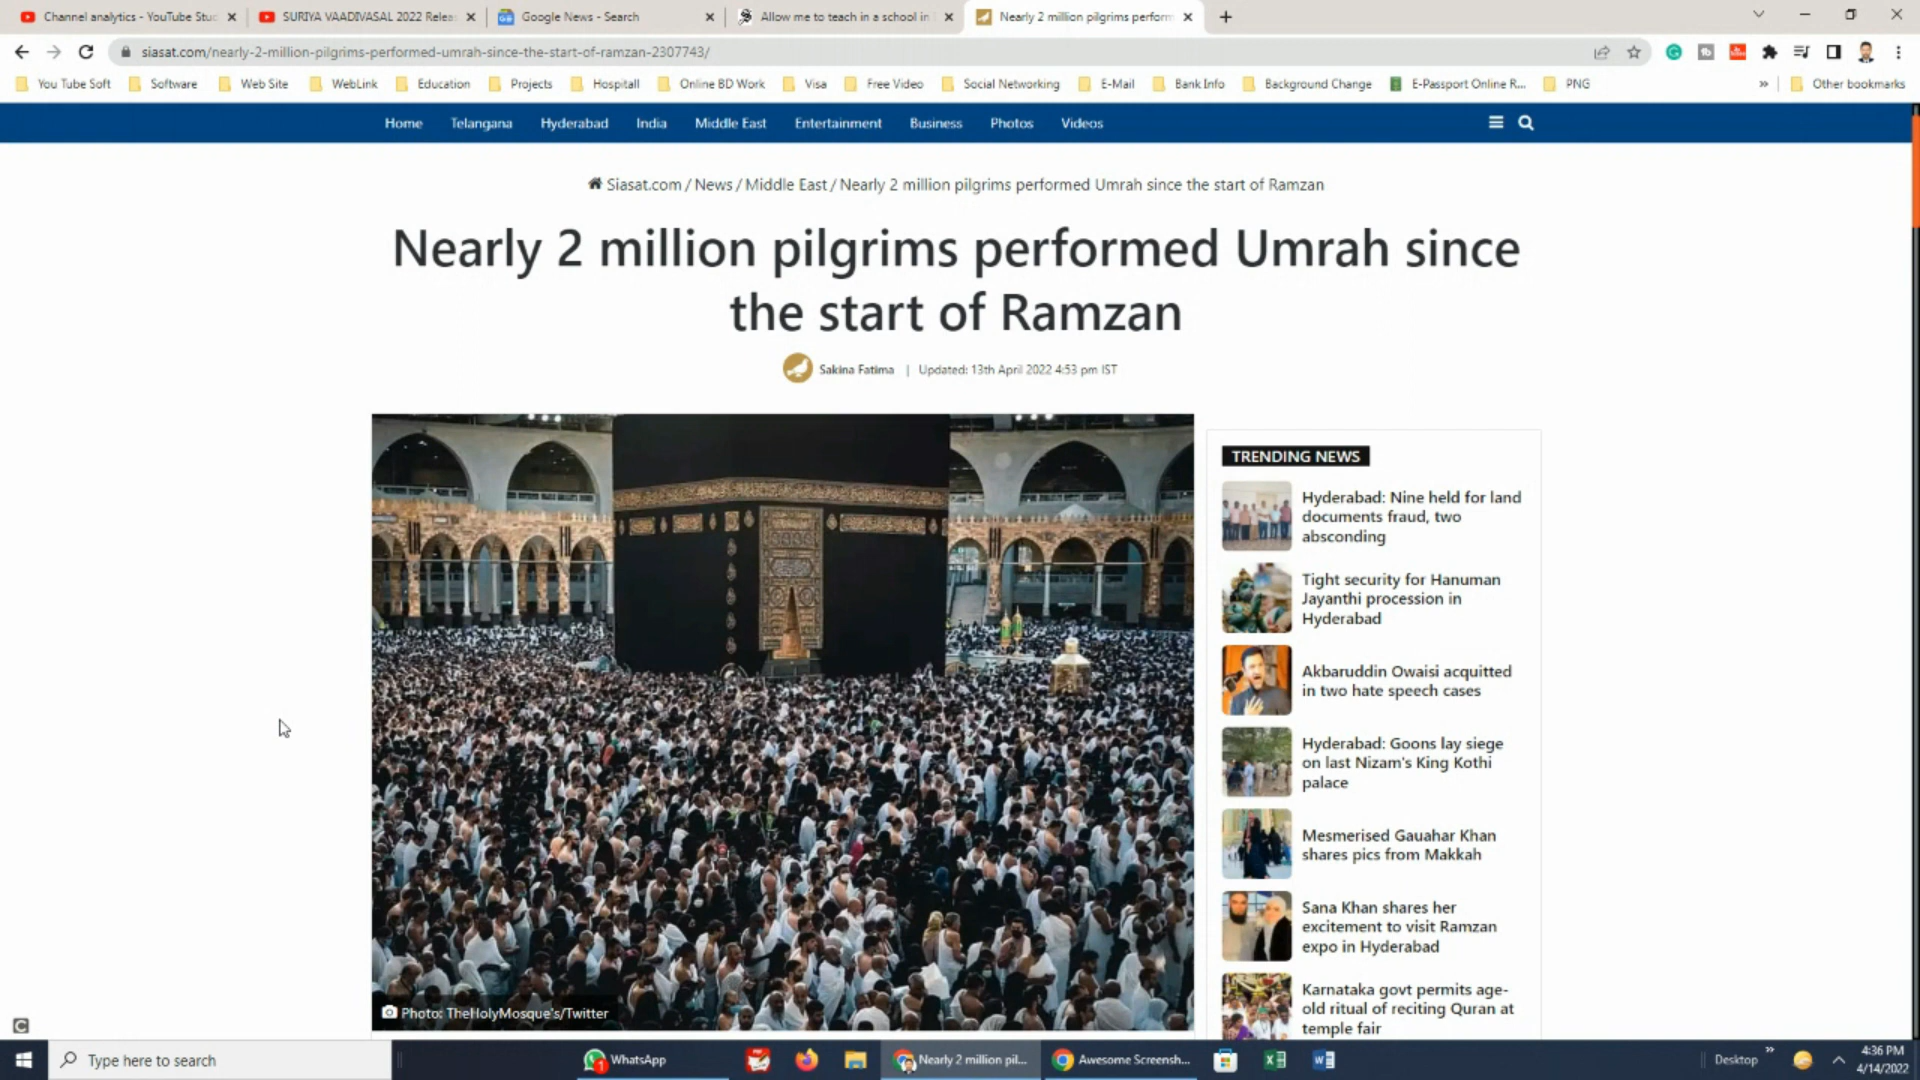 Channel analytics - YouTube Stuc
SURIYA VAADIVASAL 2022 Relea
Google News - Search
Allow me to teach in a school in
Nearly 2 million pilgrims perform
siasat.com/nearly-2-million-pilgrims-performed-umrah-since-the-start-of-ramzan-2307743/
You Tube Soft
Software
Web Site
WebLink
Education
Projects
Hospitall
Online BD Work
Visa
Free Video
Social Networking
E-Mail
Bank Info
Background Change
E-Passport Online R...
PNG
»
Other bookmarks
Home
Telangana
Hyderabad
India
Middle East
Entertainment
Business
Photos
Videos
Siasat.com / News / Middle East / Nearly 2 million pilgrims performed Umrah since the start of Ramzan
Nearly 2 million pilgrims performed Umrah since
the start of Ramzan
Sakina Fatima | Updated: 13th April 2022 4:53 pm IST
TRENDING NEWS
Hyderabad: Nine held for land
documents fraud, two
absconding
Tight security for Hanuman
Jayanthi procession in
Hyderabad
Akbaruddin Owaisi acquitted
in two hate speech cases
Hyderabad: Goons lay siege
on last Nizam's King Kothi
palace
Mesmerised Gauahar Khan
shares pics from Makkah
Sana Khan shares her
excitement to visit Ramzan
expo in Hyderabad
Karnataka govt permits age-
old ritual of reciting Quran at
temple fair
Photo: TheHolyMosque's/Twitter
Type here to search
1
WhatsApp
Nearly 2 million pil...
Awesome Screensh...
Desktop
»
4:36 PM
4/14/2022